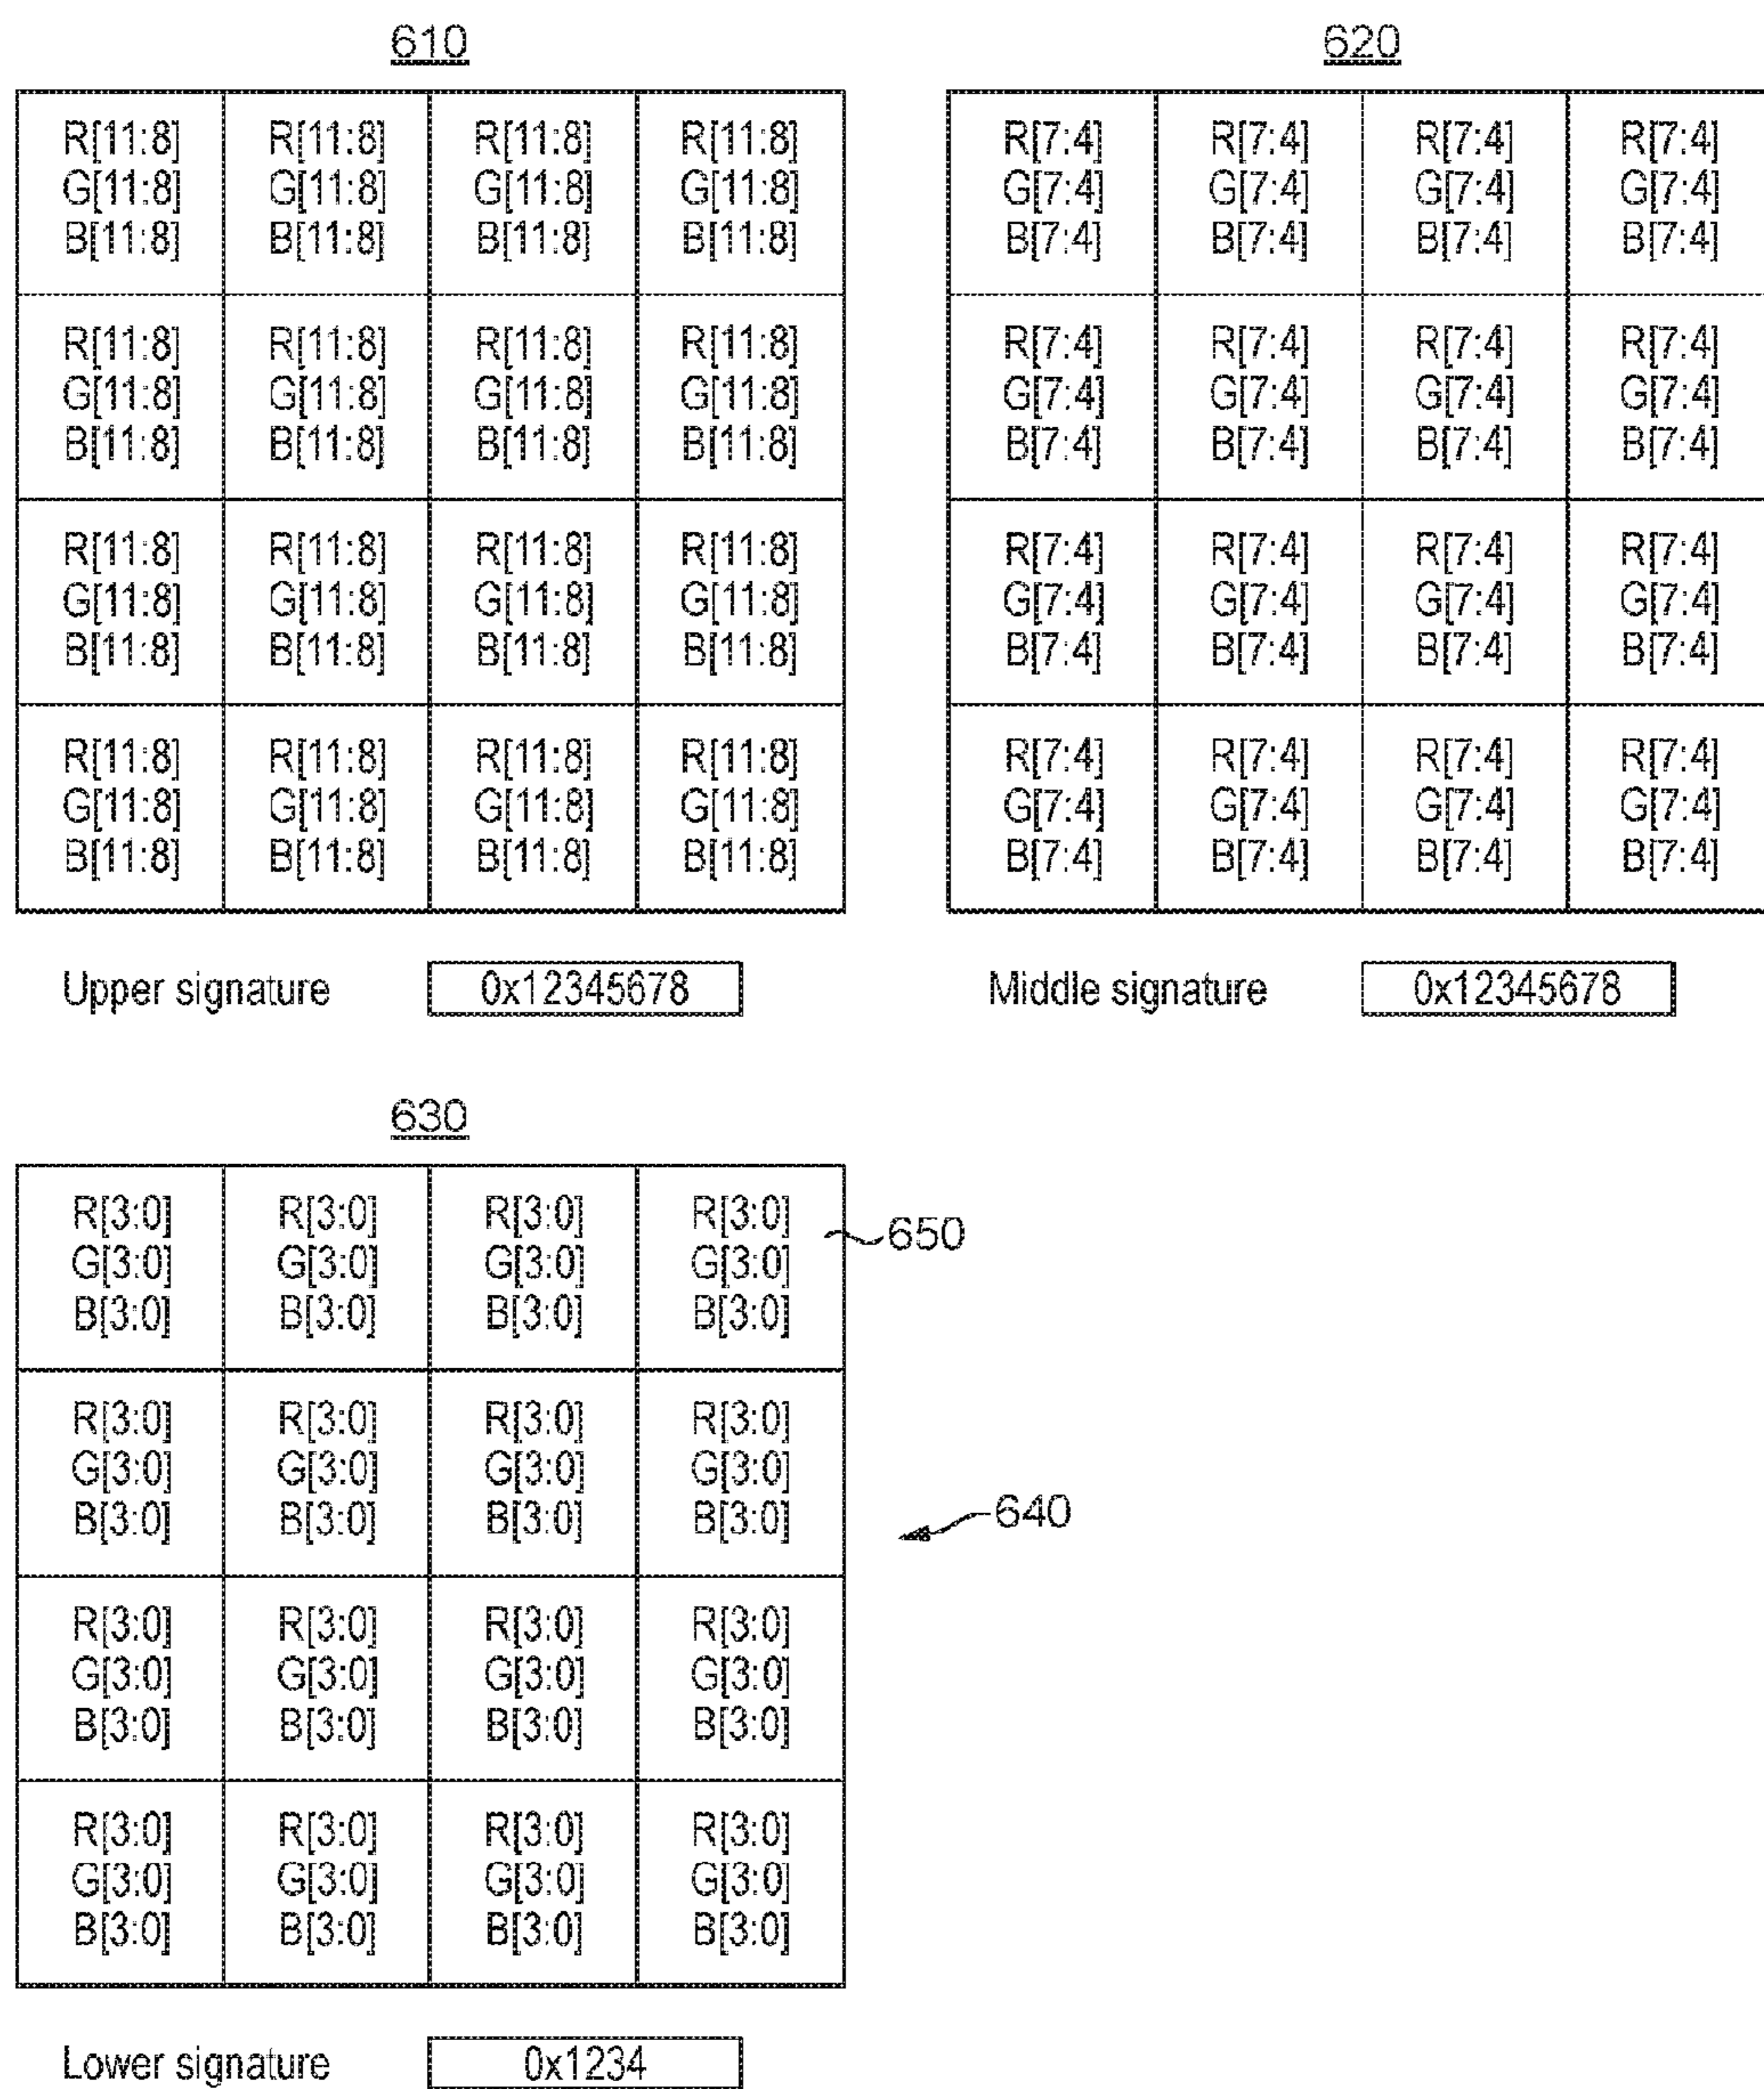 610
R[11:8] R[11:8] R[11:8] R[11:8]
G[11:8] G[11:8] G[11:8] G[11:8]
B[11:8] B[11:8] B[11:8] B[11:8]
R[11:8] R[11:8] R[11:8] R[11:8]
G[11:8] G[11:8] G[11:8] G[11:8]
B[11:8] B[11:8] B[11:8] B[11:8]
R[11:8] R[11:8] R[11:8] R[11:8]
G[11:8] G[11:8] G[11:8] G[11:8]
B[11:8] B[11:8] B[11:8] B[11:8]
R[11:8] R[11:8] R[11:8] R[11:8]
G[11:8] G[11:8] G[11:8] G[11:8]
B[11:8] B[11:8] B[11:8] B[11:8]
Upper signature 0x12345678
620
R[7:4] R[7:4] R[7:4] R[7:4]
G[7:4] G[7:4] G[7:4] G[7:4]
B[7:4] B[7:4] B[7:4] B[7:4]
R[7:4] R[7:4] R[7:4] R[7:4]
G[7:4] G[7:4] G[7:4] G[7:4]
B[7:4] B[7:4] B[7:4] B[7:4]
R[7:4] R[7:4] R[7:4] R[7:4]
G[7:4] G[7:4] G[7:4] G[7:4]
B[7:4] B[7:4] B[7:4] B[7:4]
R[7:4] R[7:4] R[7:4] R[7:4]
G[7:4] G[7:4] G[7:4] G[7:4]
B[7:4] B[7:4] B[7:4] B[7:4]
Middle signature 0x12345678
630
R[3:0] R[3:0] R[3:0] R[3:0]
G[3:0] G[3:0] G[3:0] G[3:0]
B[3:0] B[3:0] B[3:0] B[3:0]
650
R[3:0] R[3:0] R[3:0] R[3:0]
G[3:0] G[3:0] G[3:0] G[3:0]
B[3:0] B[3:0] B[3:0] B[3:0]
640
R[3:0] R[3:0] R[3:0] R[3:0]
G[3:0] G[3:0] G[3:0] G[3:0]
B[3:0] B[3:0] B[3:0] B[3:0]
R[3:0] R[3:0] R[3:0] R[3:0]
G[3:0] G[3:0] G[3:0] G[3:0]
B[3:0] B[3:0] B[3:0] B[3:0]
Lower signature 0x1234